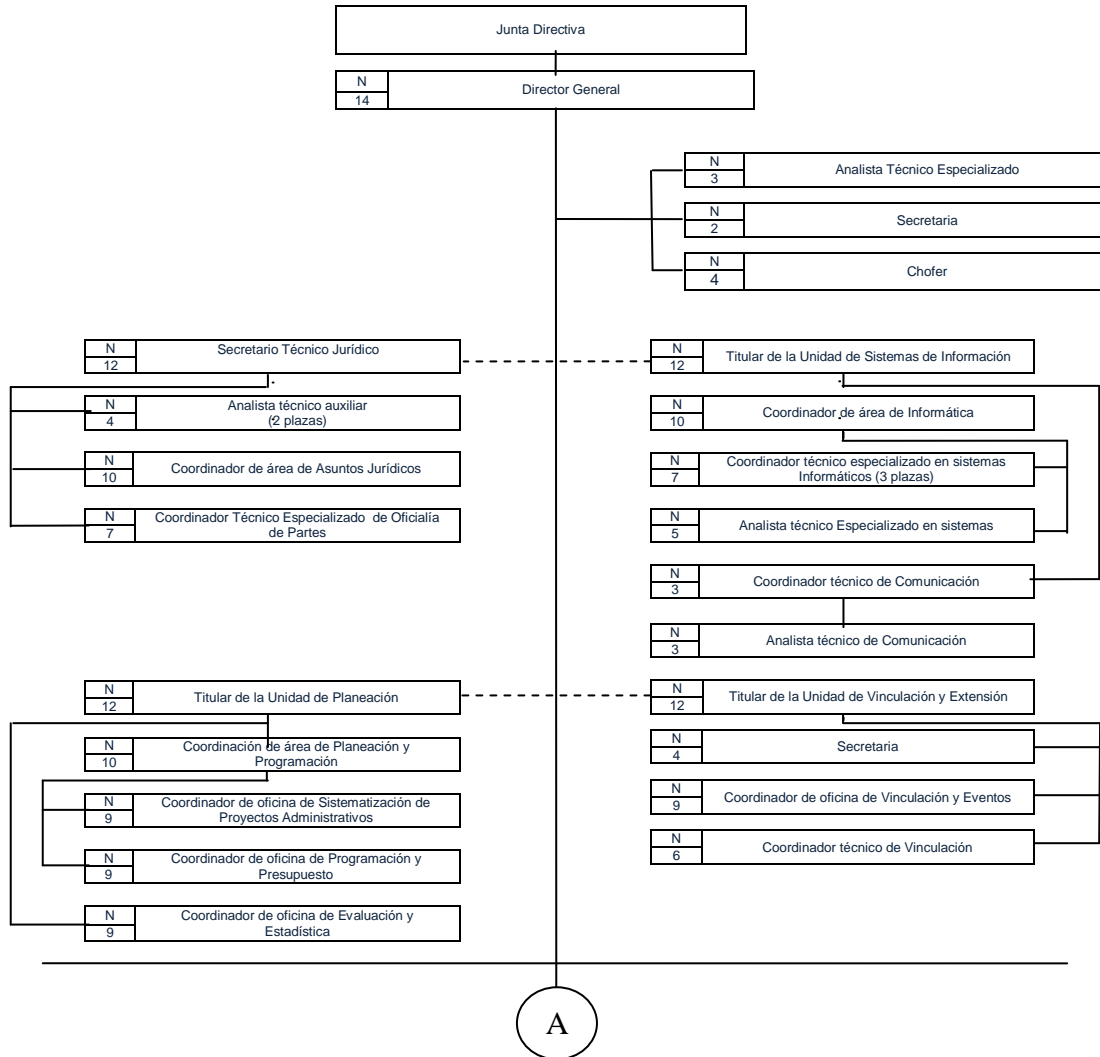 Junta Directiva
N
14
Director General
N
3
Analista Técnico Especializado
N
2
Secretaria
N
4
Chofer
N
12
Secretario Técnico Jurídico
N
4
Analista técnico auxiliar
(2 plazas)
N
10
Coordinador de área de Asuntos Jurídicos
N
7
Coordinador Técnico Especializado de Oficialía
de Partes
N
12
Titular de la Unidad de Sistemas de Información
N
10
Coordinador de área de Informática
N
7
Coordinador técnico especializado en sistemas
Informáticos (3 plazas)
N
5
Analista técnico Especializado en sistemas
N
3
Coordinador técnico de Comunicación
N
3
Analista técnico de Comunicación
N
12
Titular de la Unidad de Planeación
N
10
Coordinación de área de Planeación y
Programación
N
9
Coordinador de oficina de Sistematización de
Proyectos Administrativos
N
9
Coordinador de oficina de Programación y
Presupuesto
N
9
Coordinador de oficina de Evaluación y
Estadística
N
12
Titular de la Unidad de Vinculación y Extensión
N
4
Secretaria
N
9
Coordinador de oficina de Vinculación y Eventos
N
6
Coordinador técnico de Vinculación
A